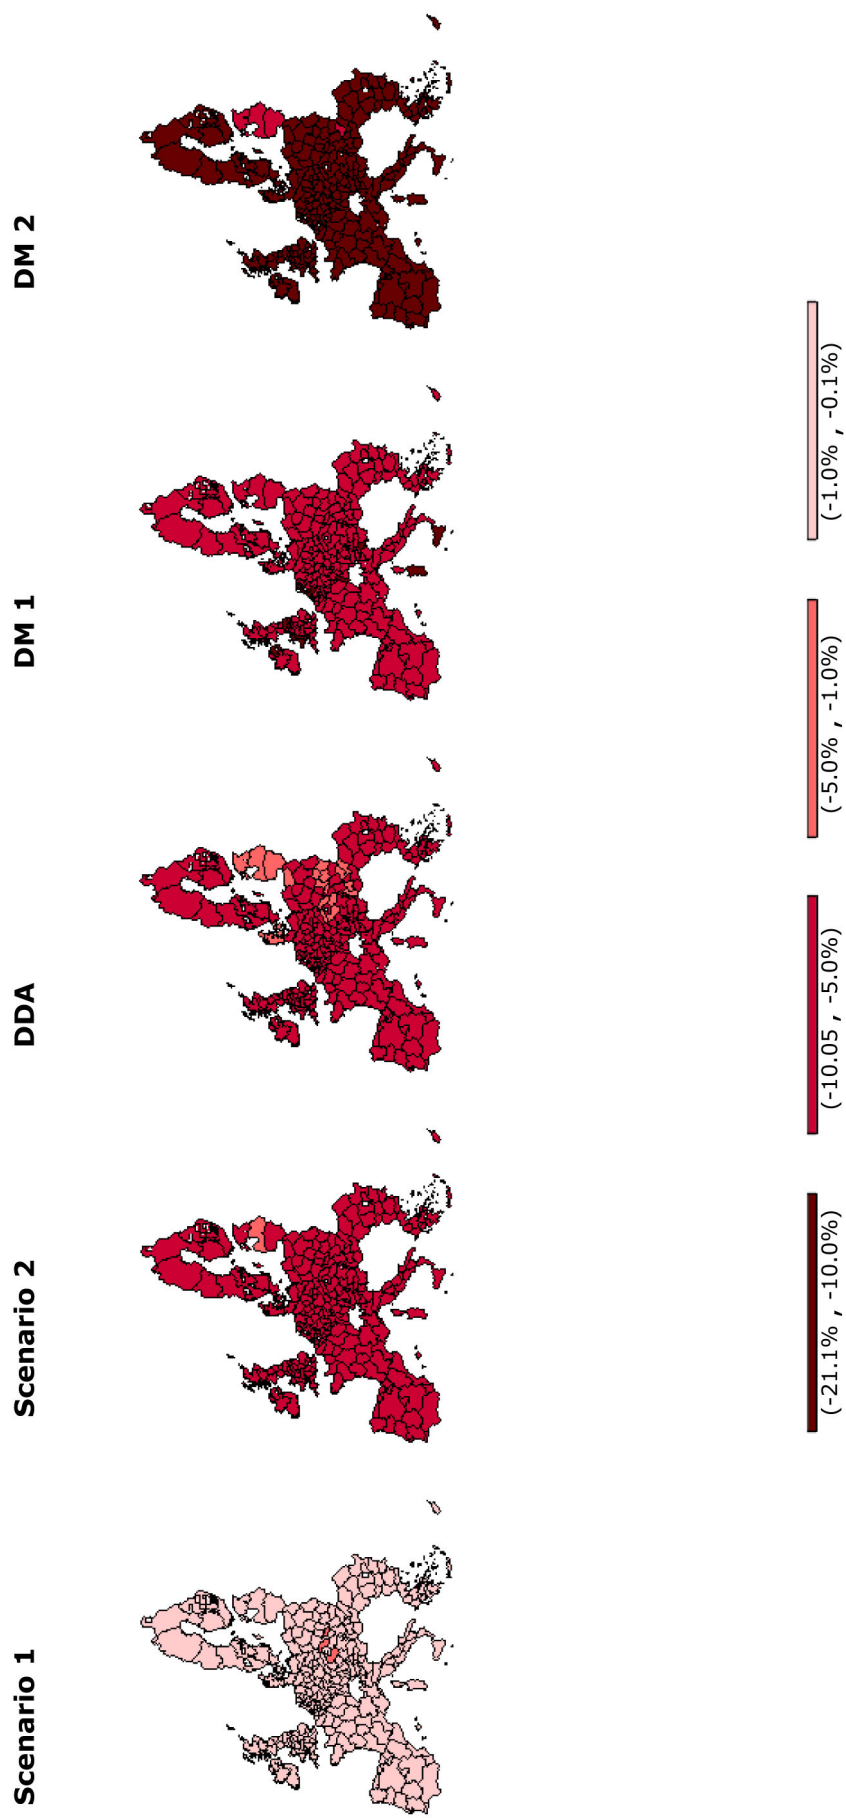 Scenario 1
Scenario 2
DDA
DM 1
DM 2
(-21.1% , -10.0%)
(-10.05 , -5.0%)
(-5.0% , -1.0%)
(-1.0% , -0.1%)